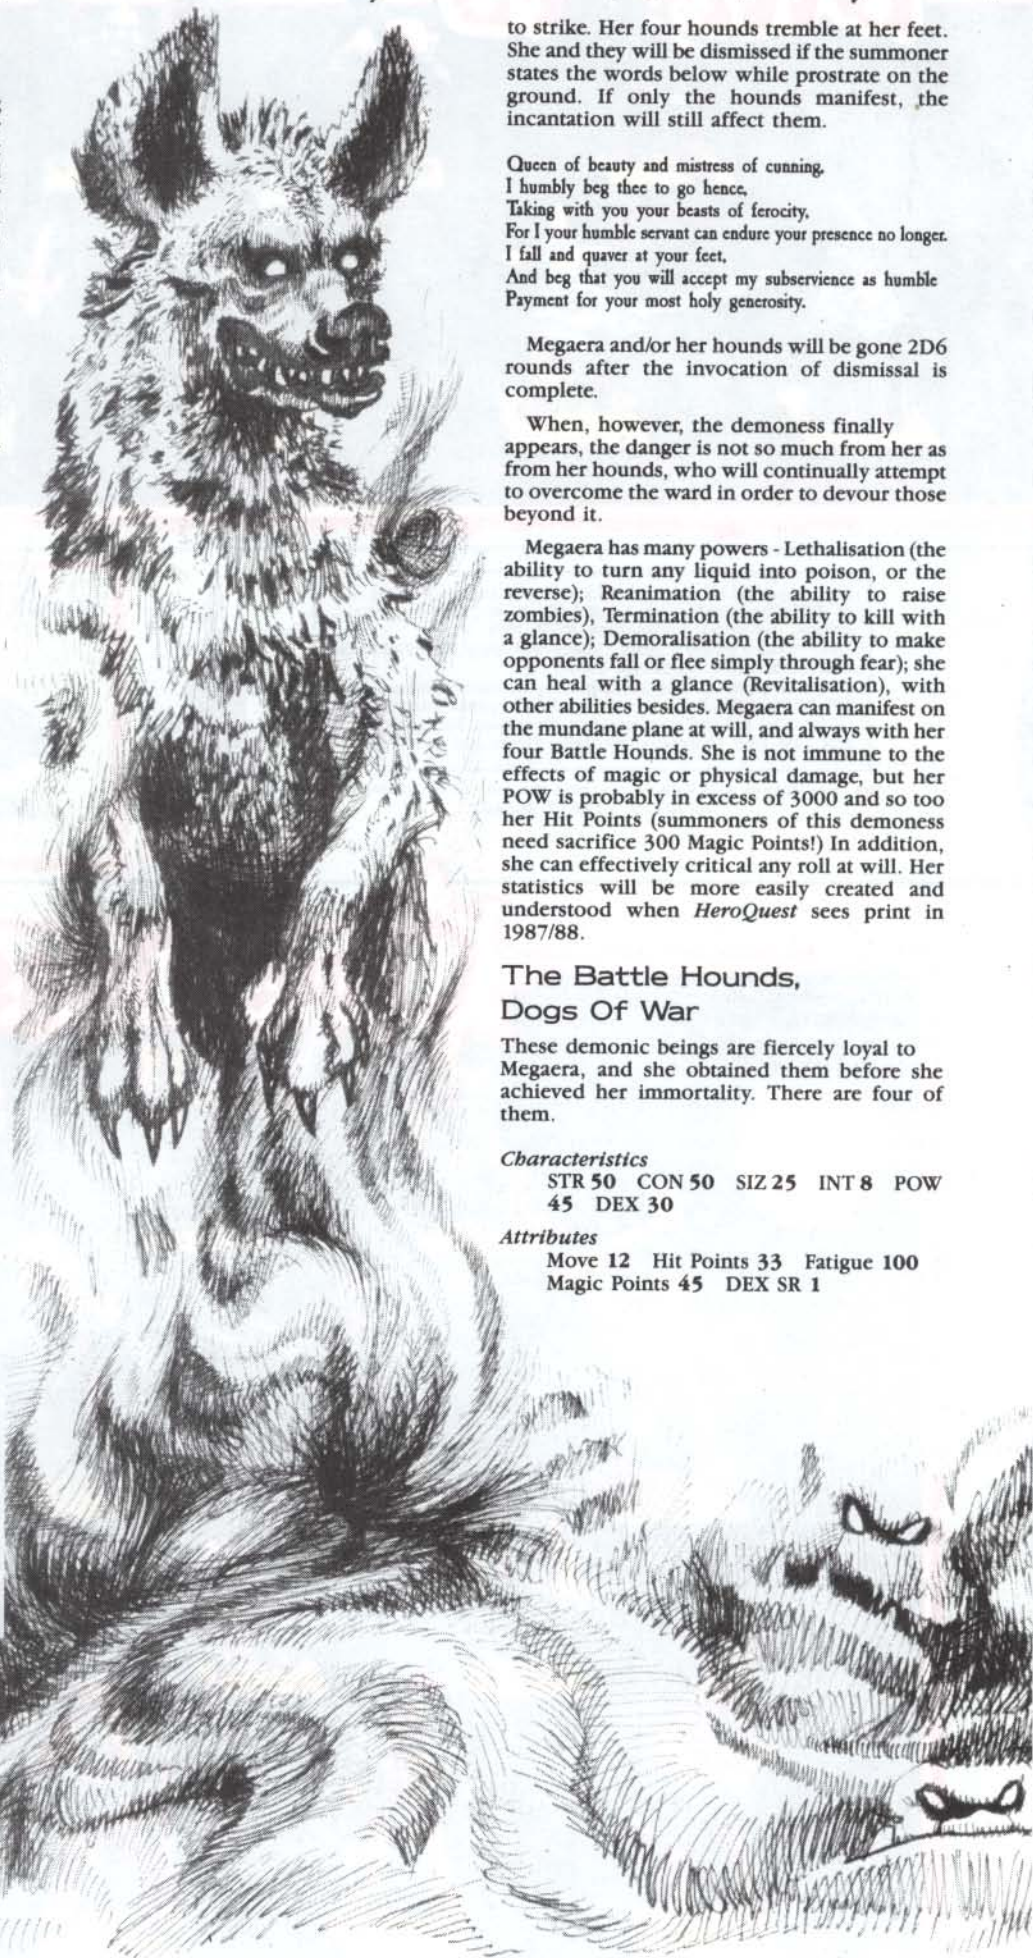 to strike. Her four hounds tremble at her feet.
She and they will be dismissed if the summoner
states the words below while prostrate on the
ground. If only the hounds manifest, the
incantation will still affect them.
Queen of beauty and mistress of cunning,
I humbly beg thee to go hence,
Taking with you your beasts of ferocity,
For I your humble servant can endure your presence no longer.
I fall and quaver at your feet,
And beg that you will accept my subservience as humble
Payment for your most holy generosity.
Megaera and/or her hounds will be gone 2D6
rounds after the invocation of dismissal is
complete.
When, however, the demoness finally
appears, the danger is not so much from her as
from her hounds, who will continually attempt
to overcome the ward in order to devour those
beyond it.
Megaera has many powers - Lethalisation (the
ability to turn any liquid into poison, or the
reverse); Reanimation (the ability to raise
zombies), Termination (the ability to kill with
a glance); Demoralisation (the ability to make
opponents fall or flee simply through fear); she
can heal with a glance (Revitalisation), with
other abilities besides. Megaera can manifest on
the mundane plane at will, and always with her
four Battle Hounds. She is not immune to the
effects of magic or physical damage, but her
POW is probably in excess of 3000 and so too
her Hit Points (summoners of this demoness
need sacrifice 300 Magic Points!) In addition,
she can effectively critical any roll at will. Her
statistics will be more easily created and
understood when HeroQuest sees print in
1987/88.
The Battle Hounds,
Dogs Of War
These demonic beings are fiercely loyal to
Megaera, and she obtained them before she
achieved her immortality. There are four of
them.
Characteristics
STR 50 CON 50 SIZ 25 INT 8 POW
45 DEX 30
Attributes
Move 12 Hit Points 33 Fatigue 100
Magic Points 45 DEX SR 1